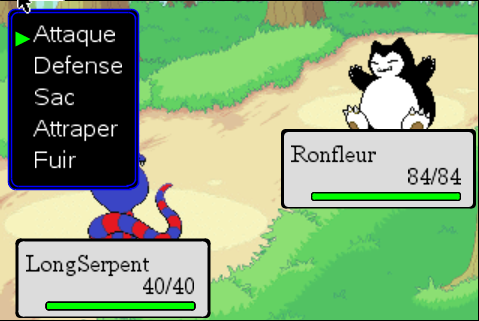 Attaque
Defense
Sac
Attraper
Fuir
Ronfleur
84/84
LongSerpent
40/40